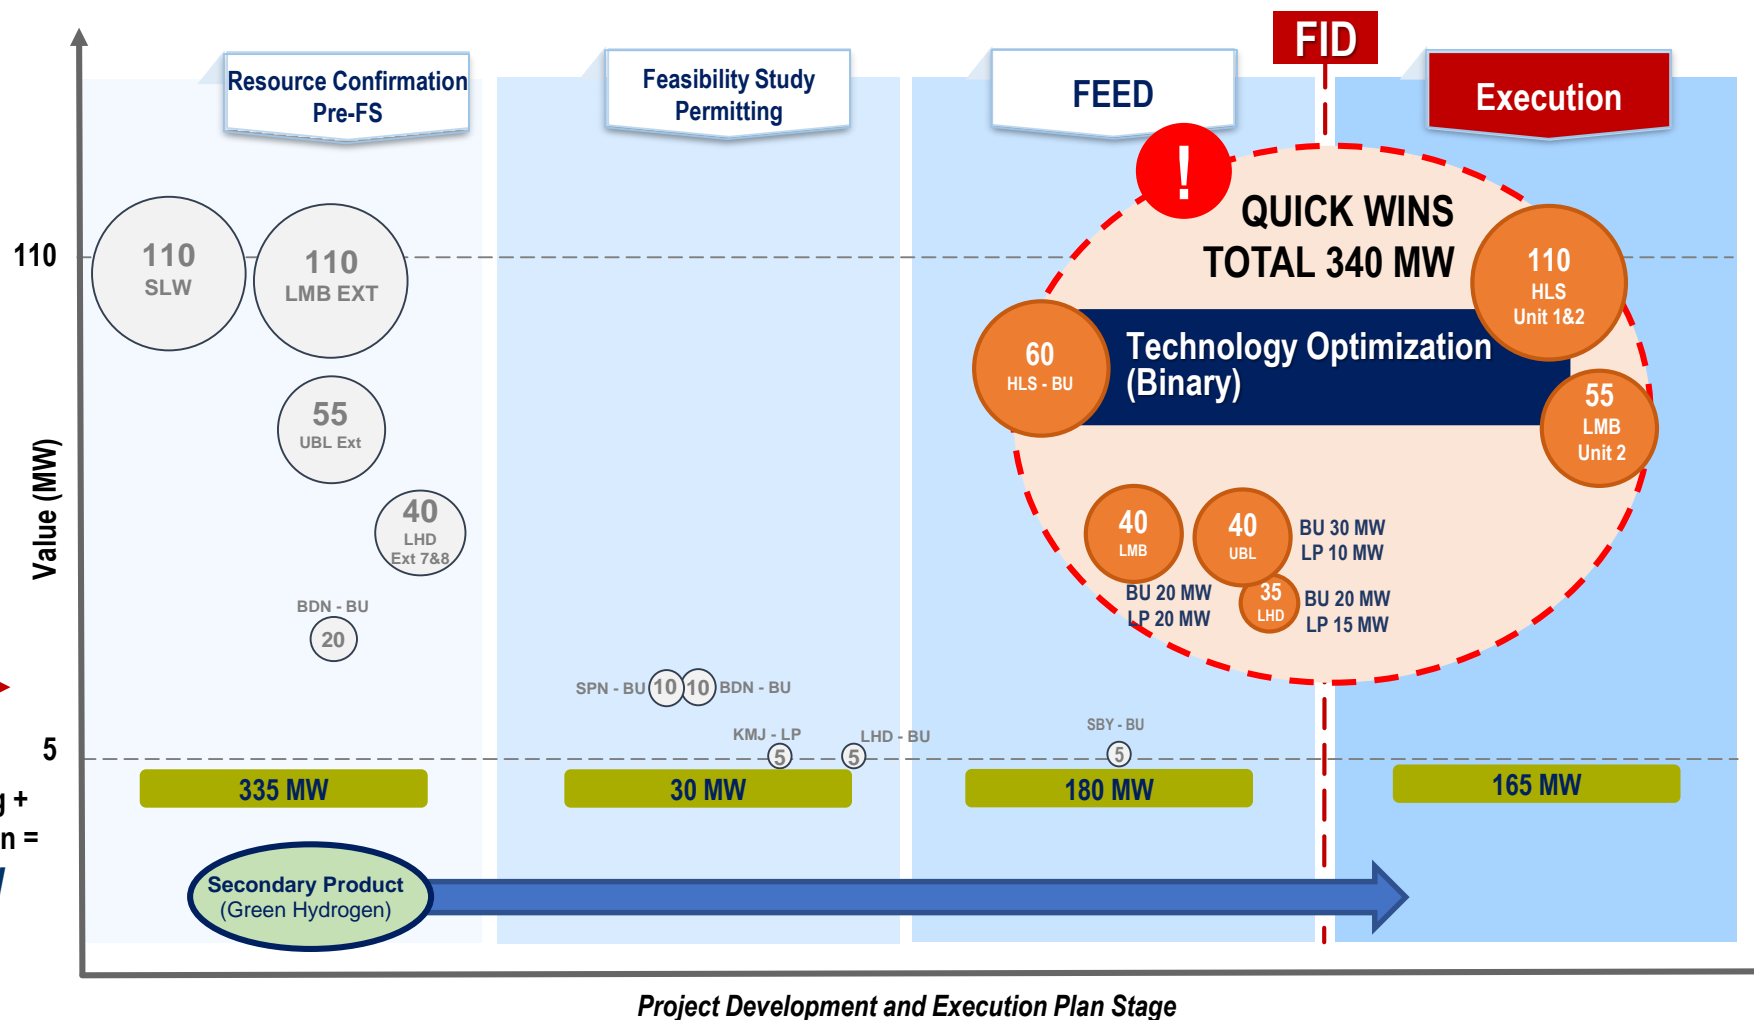 FID
Resource Confirmation
Pre-FS
Feasibility Study
Permitting
FEED
Execution
!
QUICK WINS
TOTAL 340 MW
110
110
SLW
110
LMB EXT
110
HLS
Unit 1&2
60
HLS - BU
Technology Optimization
(Binary)
55
UBL Ext
55
LMB
Unit 2
Value (MW)
40
LHD
Ext 7&8
40
LMB
BU 20 MW
LP 20 MW
40
UBL
BU 30 MW
LP 10 MW
35
LHD
BU 20 MW
LP 15 MW
BDN - BU
20
SPN - BU
10
10
BDN - BU
KMJ - LP
5
LHD - BU
5
SBY - BU
5
5
335 MW
30 MW
180 MW
165 MW
g +
n =
Secondary Product
(Green Hydrogen)
Project Development and Execution Plan Stage